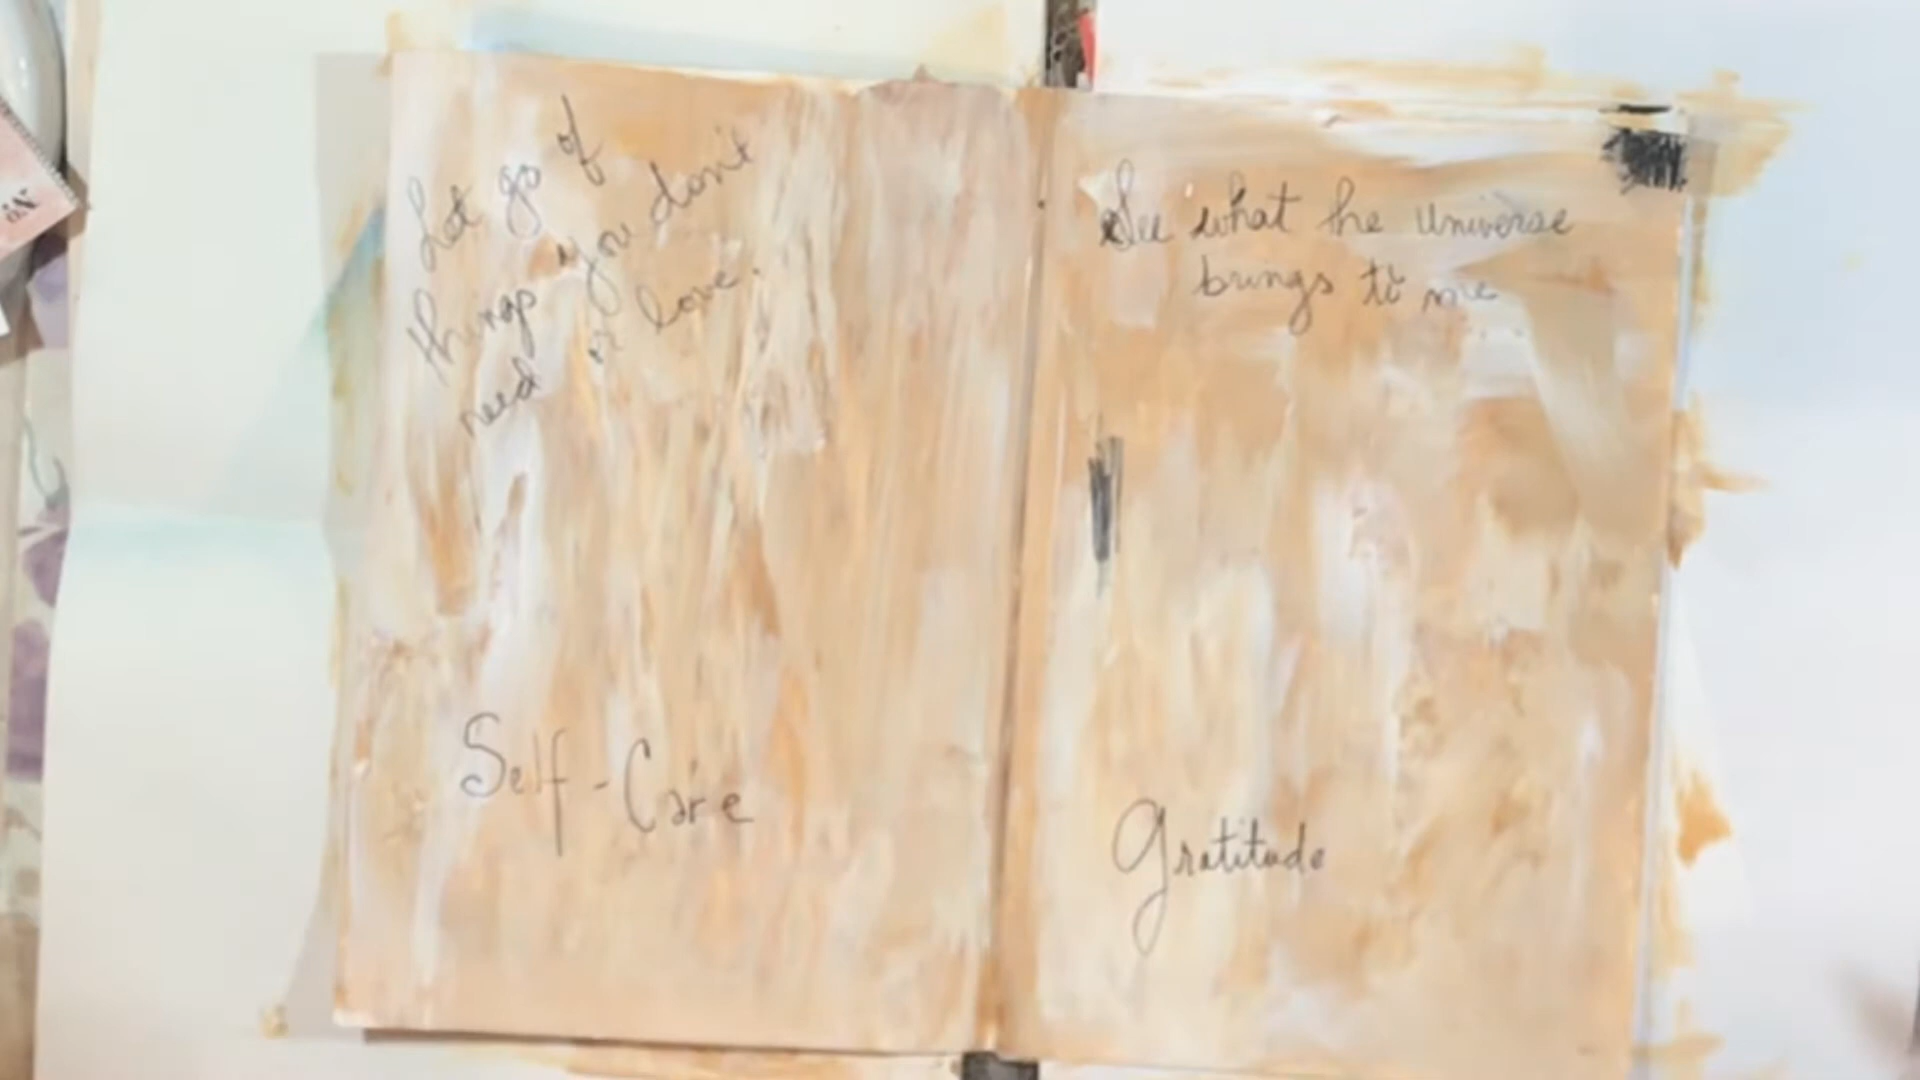 Let go of
things you don't
need or love.
Self-Care
See what the Universe
brings to me
Gratitude